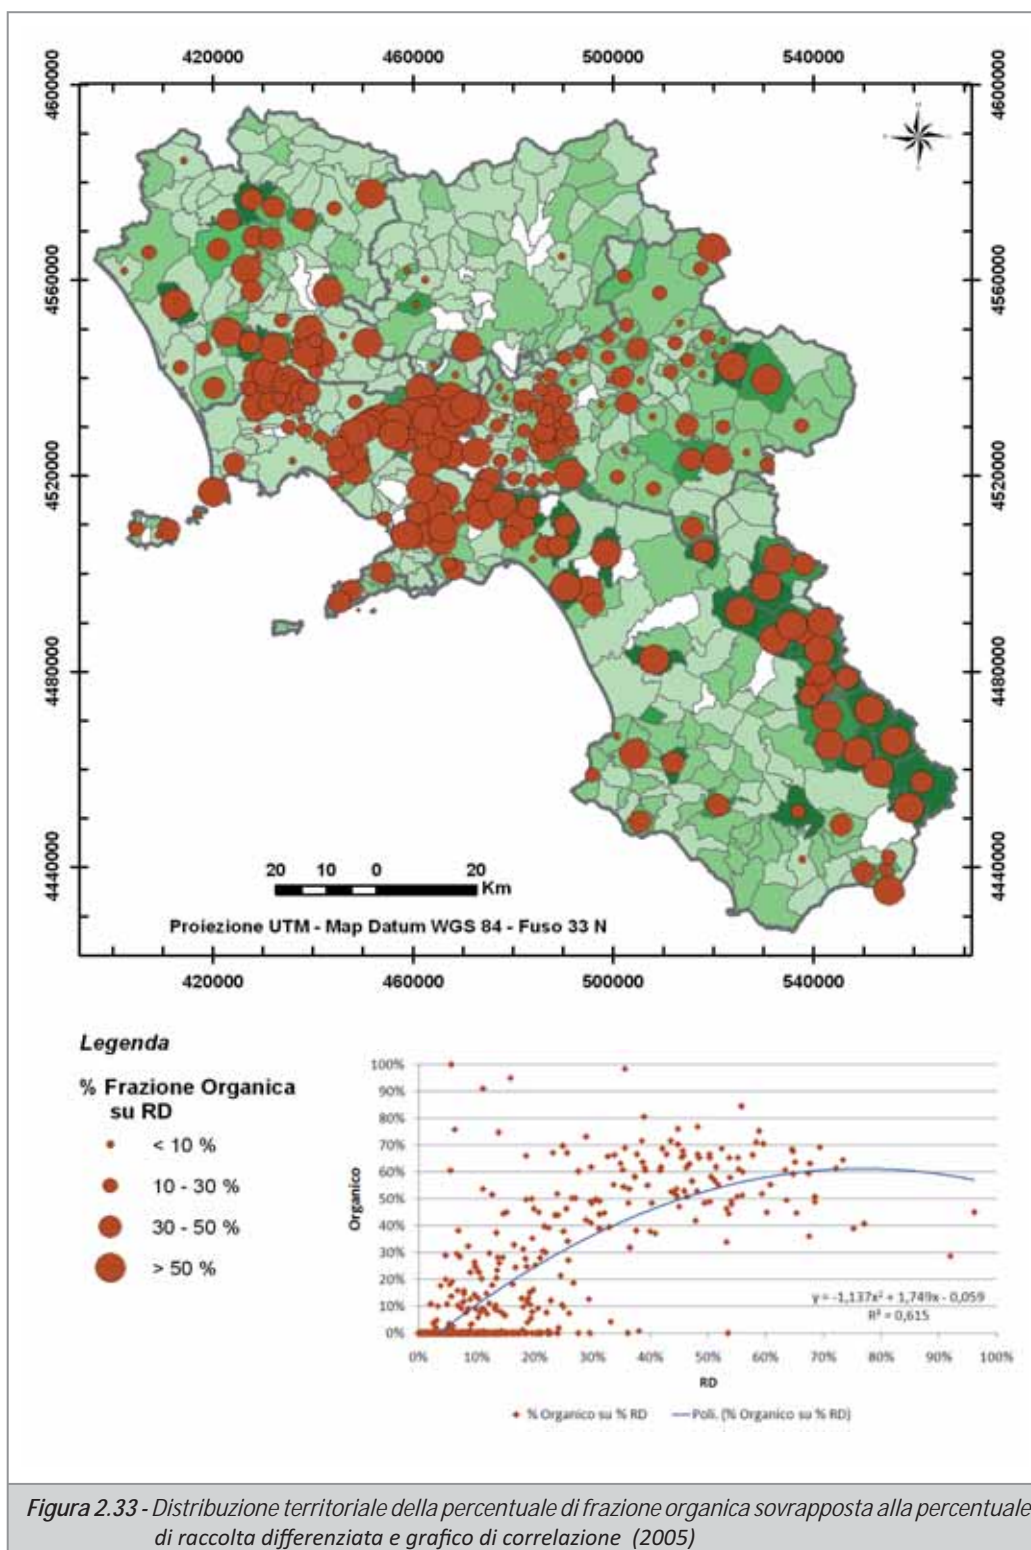 420000 460000 500000 540000
4600000 4600000
4560000 4560000
4520000 4520000
4480000 4480000
4440000 4440000
20 10 0 20
Km
Proiezione UTM - Map Datum WGS 84 - Fuso 33 N
420000 460000 500000 540000
Legenda
% Frazione Organica
su RD
< 10 %
10 - 30 %
30 - 50 %
> 50 %
100%
90%
80%
70%
60%
50%
40%
30%
20%
10%
0%
Organico
y = -1,137x² + 1,749x - 0,059
R² = 0,615
0% 10% 20% 30% 40% 50% 60% 70% 80% 90% 100%
RD
% Organico su % RD Poli. (% Organico su % RD)
Figura 2.33 - Distribuzione territoriale della percentuale di frazione organica sovrapposta alla percentuale
di raccolta differenziata e grafico di correlazione (2005)